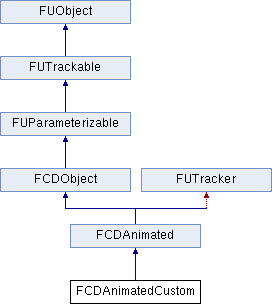 FUObject
FUTrackable
FUParameterizable
FCDObject
FUTracker
FCDAnimated
FCDAnimatedCustom